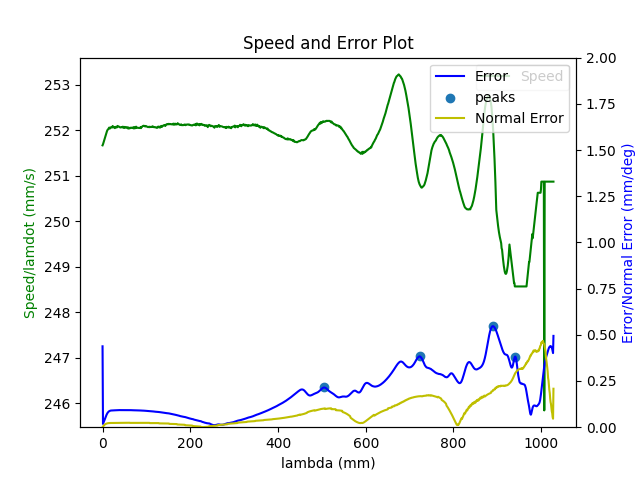 Speed and Error Plot
253
252
251
250
249
248
247
246
2.00
1.75
1.50
1.25
1.00
0.75
0.50
0.25
0.00
Error
Speed
peaks
Normal Error
Speed/lamdot (mm/s)
Error/Normal Error (mm/deg)
0 200 400 600 800 1000
lambda (mm)